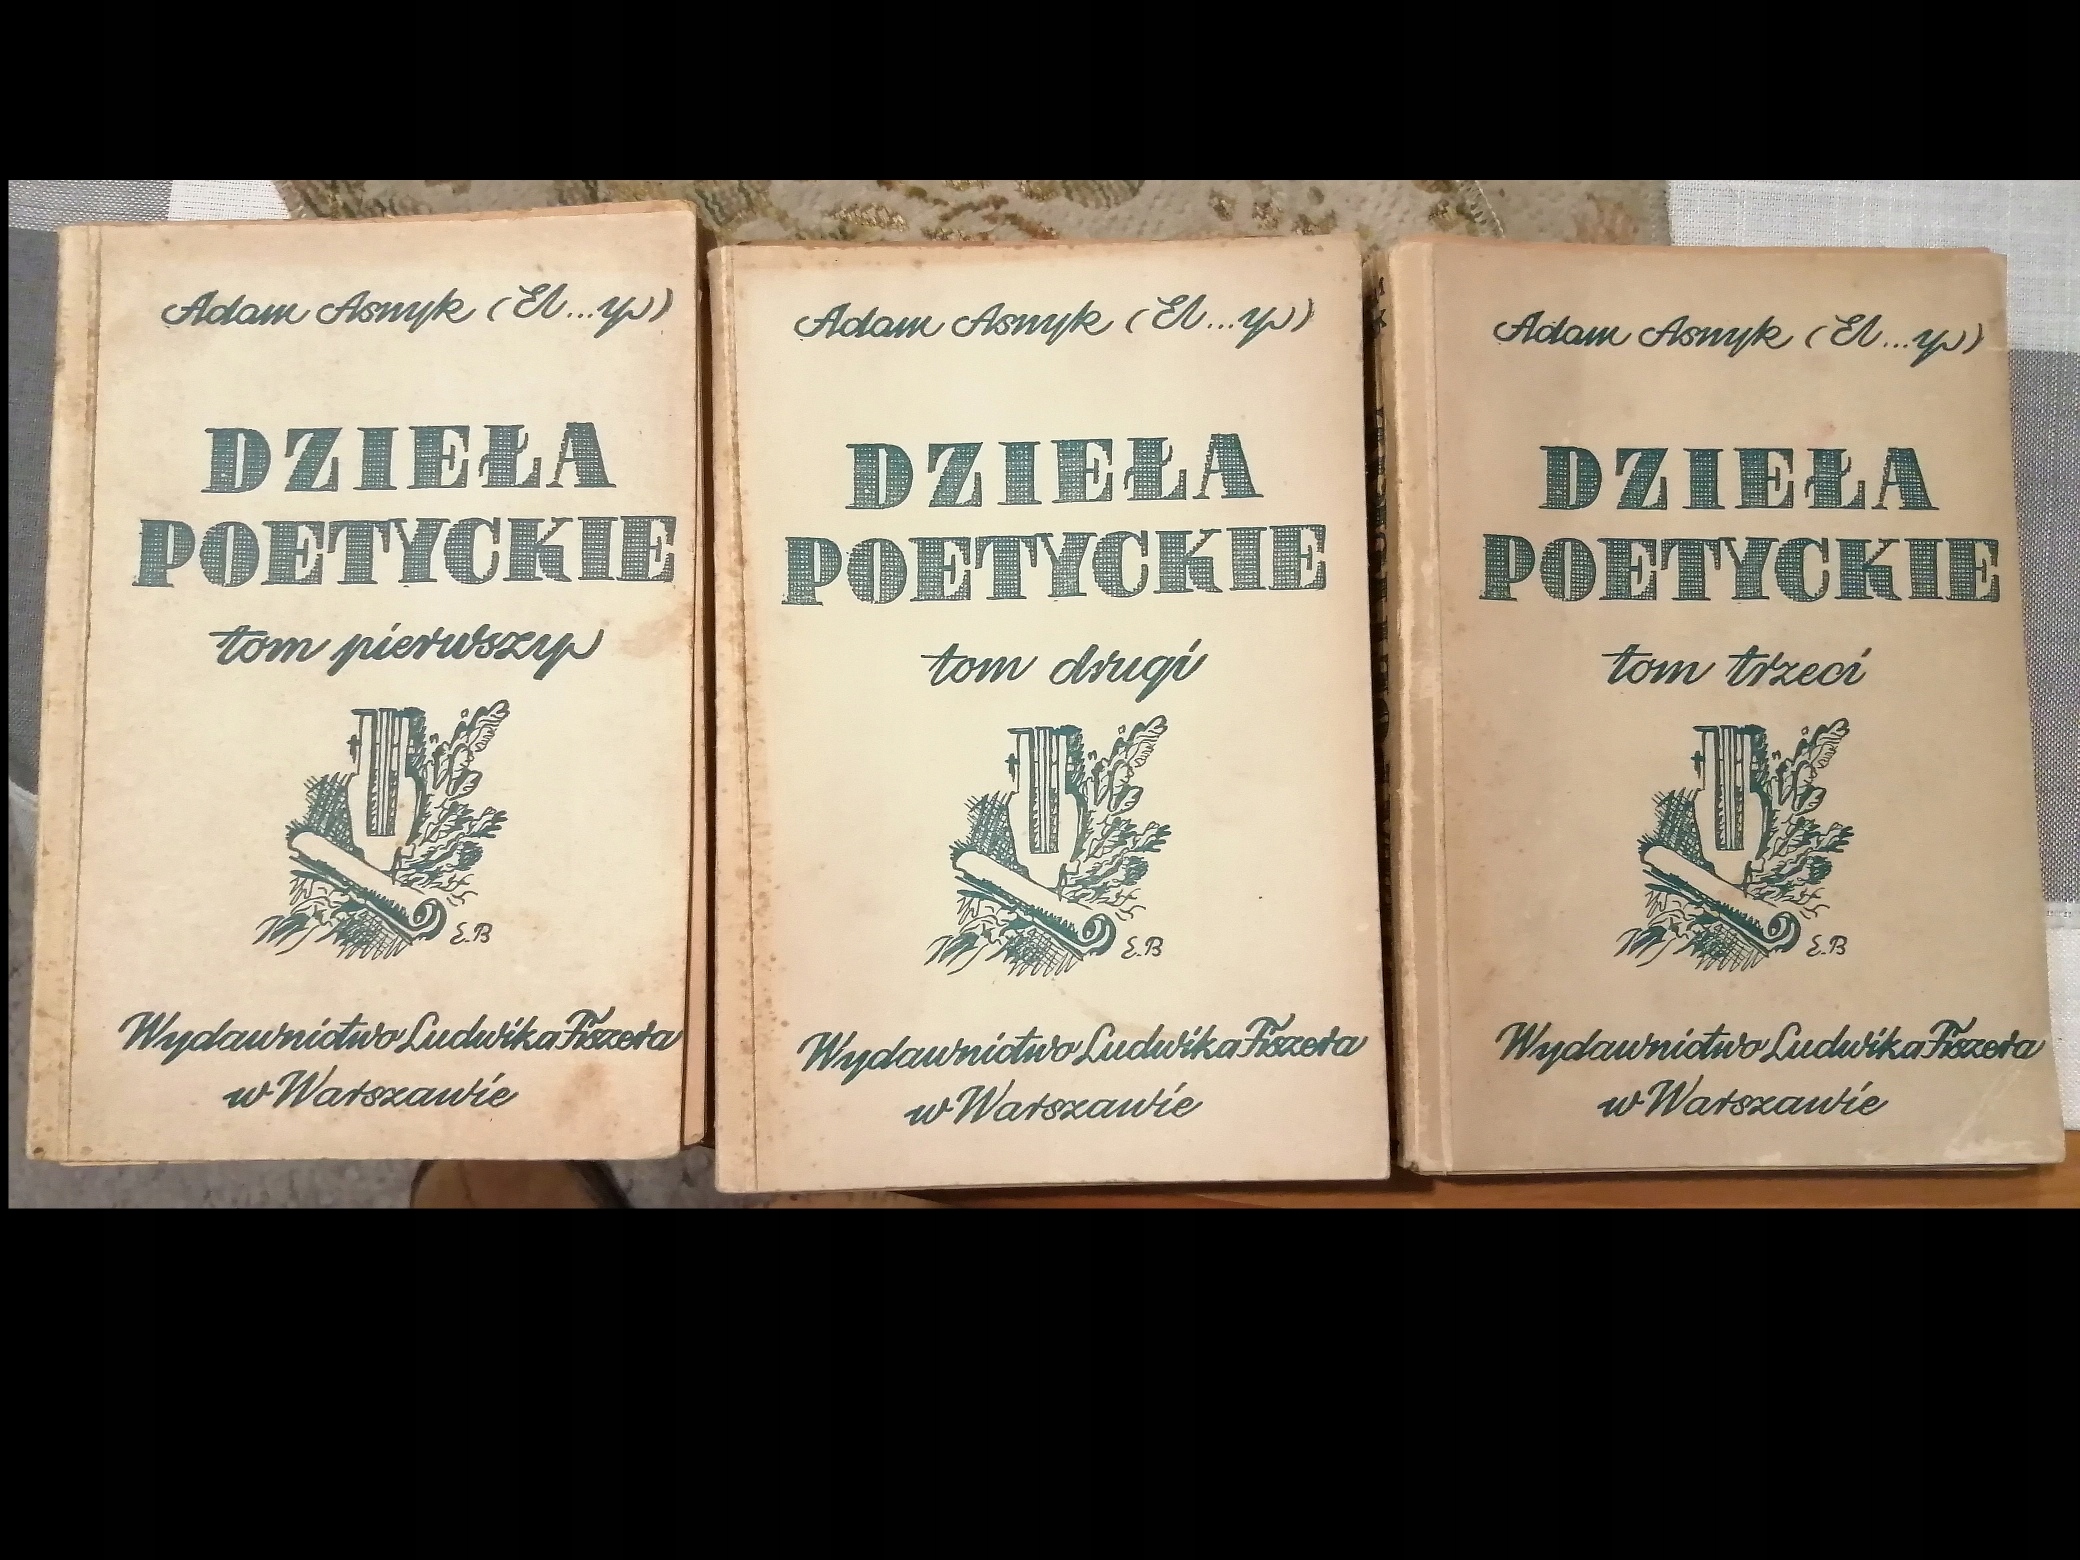 Adam Asnyk (El...y)
DZIEŁA
POETYCKIE
tom pierwszy
E.B
Wydawnictwo Ludwika Fiszera
w Warszawie
Adam Asnyk (El...y)
DZIEŁA
POETYCKIE
tom drugi
E.B
Wydawnictwo Ludwika Fiszera
w Warszawie
Adam Asnyk (El...y)
DZIEŁA
POETYCKIE
tom trzeci
E.B
Wydawnictwo Ludwika Fiszera
w Warszawie